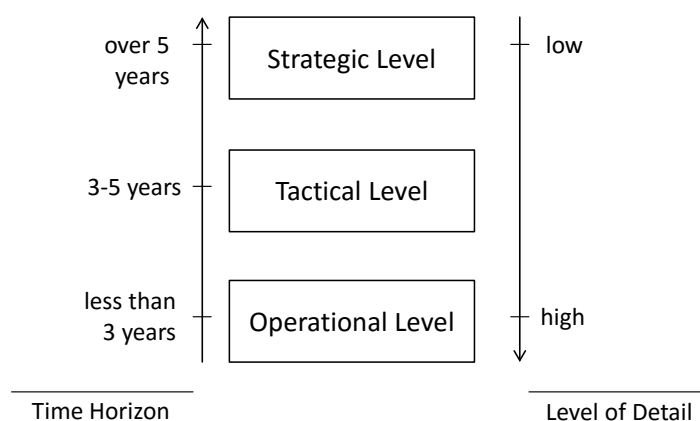 over 5
years
Strategic Level
low
3-5 years
Tactical Level
less than
3 years
Operational Level
high
Time Horizon
Level of Detail